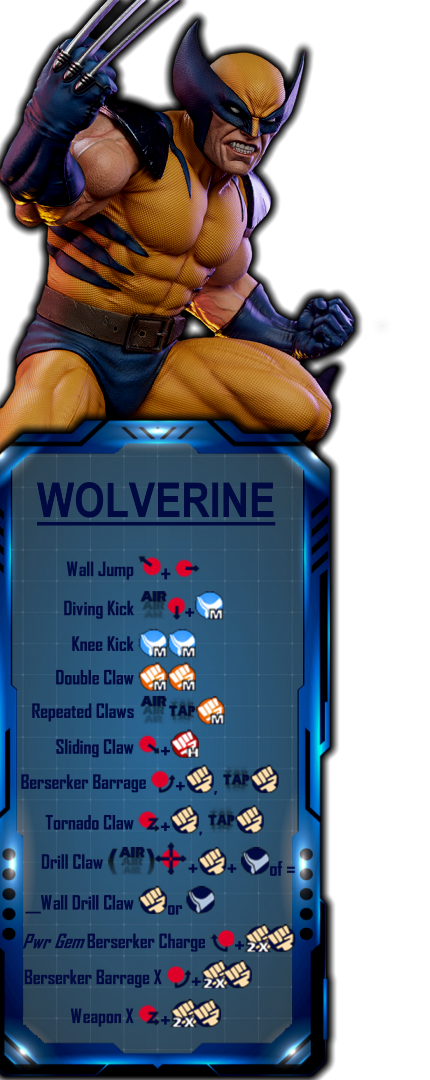 WOLVERINE
Wall Jump +
Diving Kick AIR + M
Knee Kick M M
Double Claw M M
Repeated Claws AIR TAP M
Sliding Claw + H
Berserker Barrage + , TAP
Tornado Claw + , TAP
Drill Claw (AIR) + + of =
__Wall Drill Claw or
Pwr Gem Berserker Charge + 2-X
Berserker Barrage X + 2-X
Weapon X + 2-X